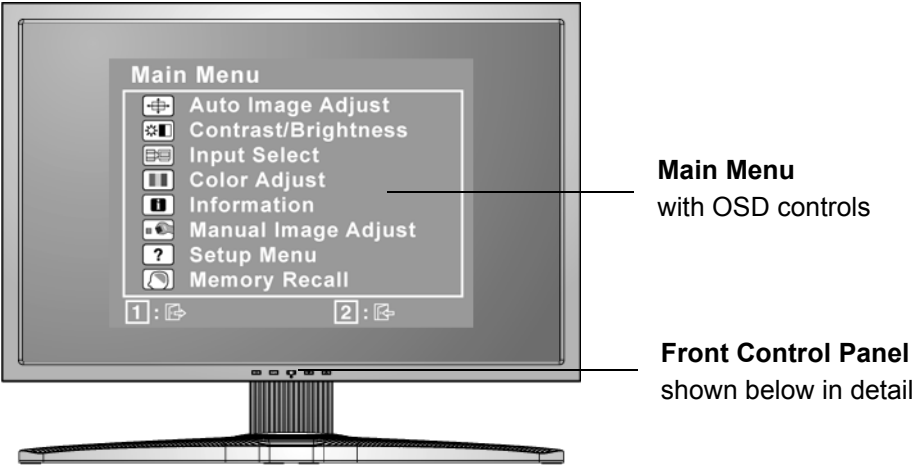 Main Menu
Auto Image Adjust
Contrast/Brightness
Input Select
Color Adjust
Information
Manual Image Adjust
Setup Menu
Memory Recall
1 :
2 :
Main Menu
with OSD controls
Front Control Panel
shown below in detail